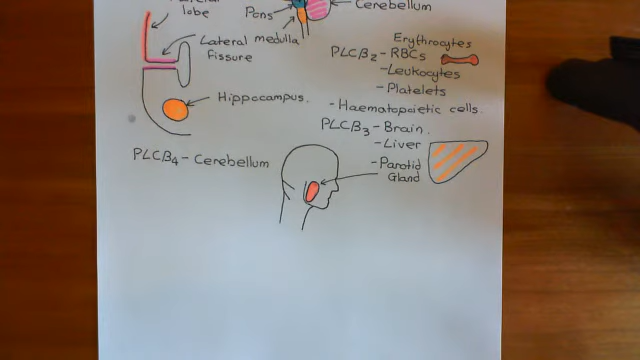 lobe
Pons
Cerebellum
Lateral medulla
fissure
Hippocampus.
Erythrocytes
PLCβ2 - RBCs
- Leukocytes
- Platelets
- Haematopoietic cells.
PLCβ3 - Brain.
- Liver
- Parotid
Gland
PLCβ4 - Cerebellum